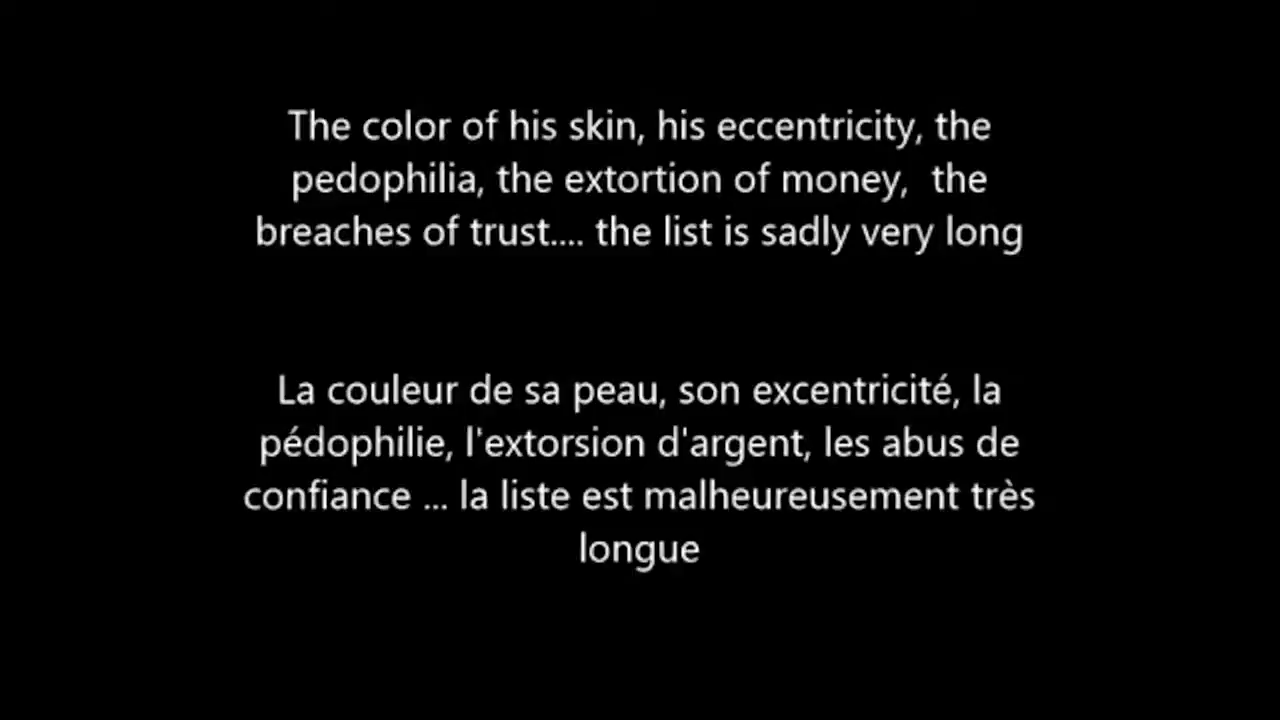 The color of his skin, his eccentricity, the
pedophilia, the extortion of money,  the
breaches of trust.... the list is sadly very long
La couleur de sa peau, son excentricité, la
pédophilie, l'extorsion d'argent, les abus de
confiance ... la liste est malheureusement très
longue